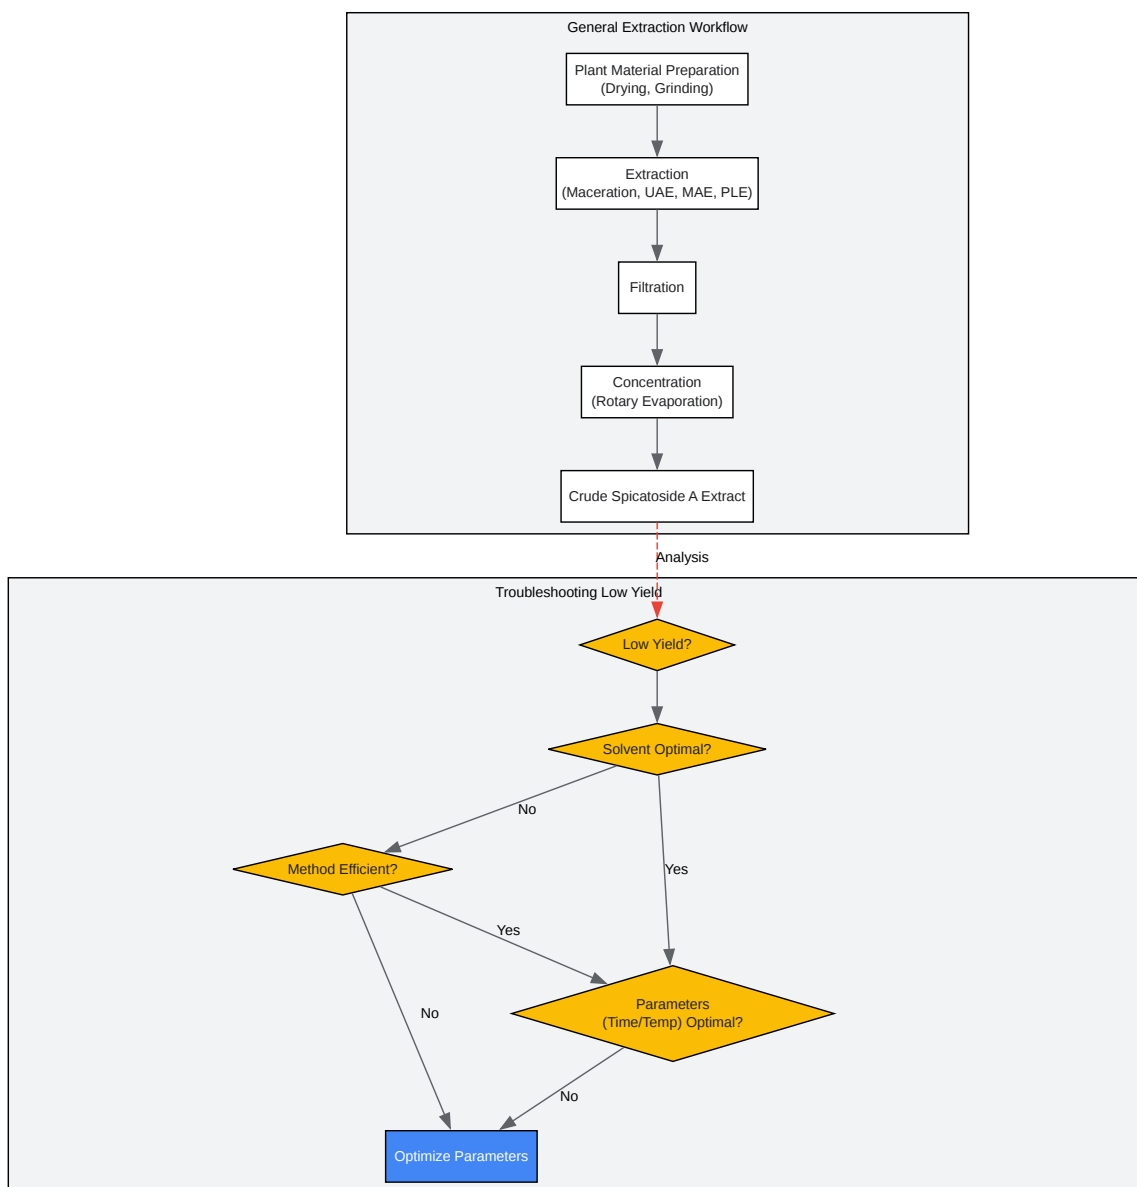 General Extraction Workflow
Plant Material Preparation
(Drying, Grinding)
Extraction
(Maceration, UAE, MAE, PLE)
Filtration
Concentration
(Rotary Evaporation)
Crude Spicatoside A Extract
Analysis
Troubleshooting Low Yield
Low Yield?
Solvent Optimal?
No
Method Efficient?
Yes
Yes
Parameters
(Time/Temp) Optimal?
No
No
Optimize Parameters